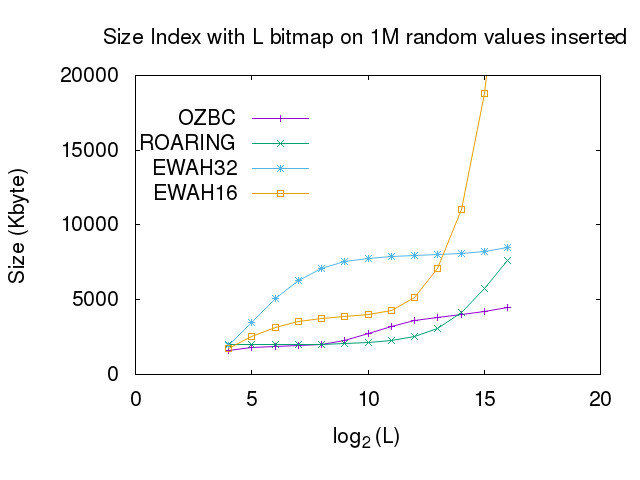 Size Index with L bitmap on 1M random values inserted
20000
15000
10000
5000
0
Size (Kbyte)
OZBC
ROARING
EWAH32
EWAH16
0 5 10 15 20
log₂ (L)